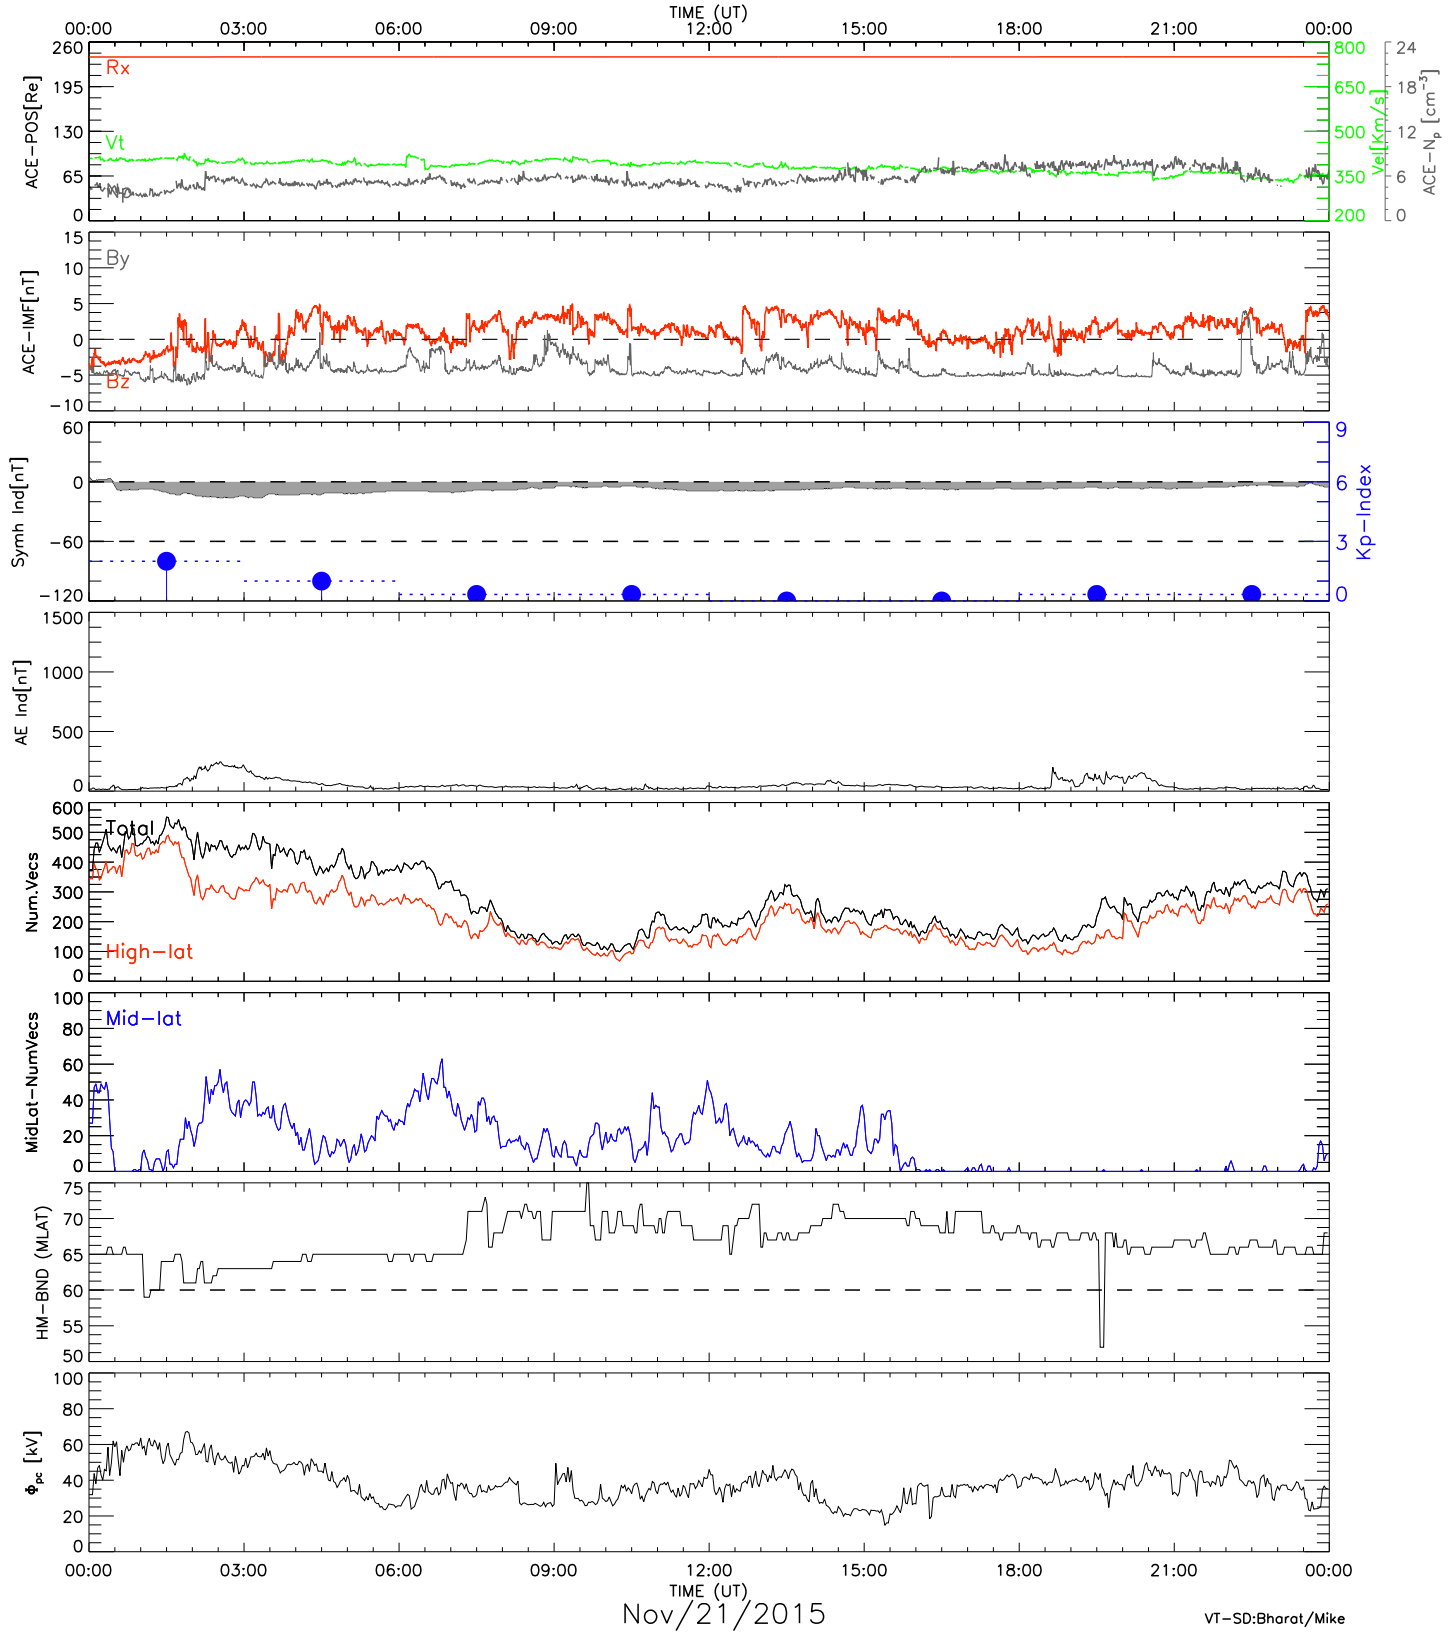 TIME (UT)
00:00 03:00 06:00 09:00 12:00 15:00 18:00 21:00 00:00
ACE-POS[Re]
260
195
130
65
0
Rx
Vt
Np
800
650
500
350
200
Vel[Km/s]
24
18
12
6
0
ACE-Np [cm⁻³]
ACE-IMF[nT]
15
10
5
0
-5
-10
By
Bz
Symh Ind[nT]
60
0
-60
-120
9
6
3
0
Kp-Index
AE Ind[nT]
1500
1000
500
0
Num.Vecs
600
500
400
300
200
100
0
Total
High-lat
MidLat-NumVecs
100
80
60
40
20
0
Mid-lat
HM-BND (MLAT)
75
70
65
60
55
50
Φpc [kV]
100
80
60
40
20
0
00:00 03:00 06:00 09:00 12:00 15:00 18:00 21:00 00:00
TIME (UT)
Nov/21/2015
VT-SD:Bharat/Mike